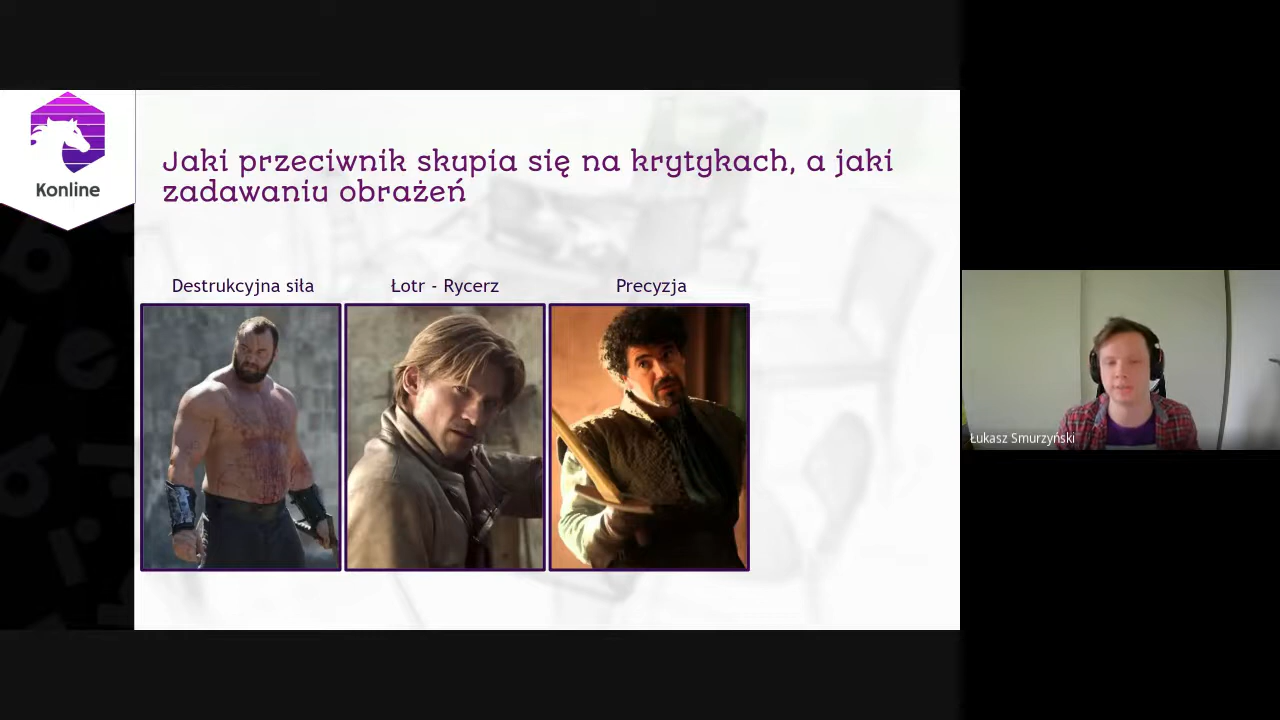 Konline
Jaki przeciwnik skupia się na krytykach, a jaki
zadawaniu obrażeń
Destrukcyjna siła
Łotr - Rycerz
Precyzja
Łukasz Smurzyński